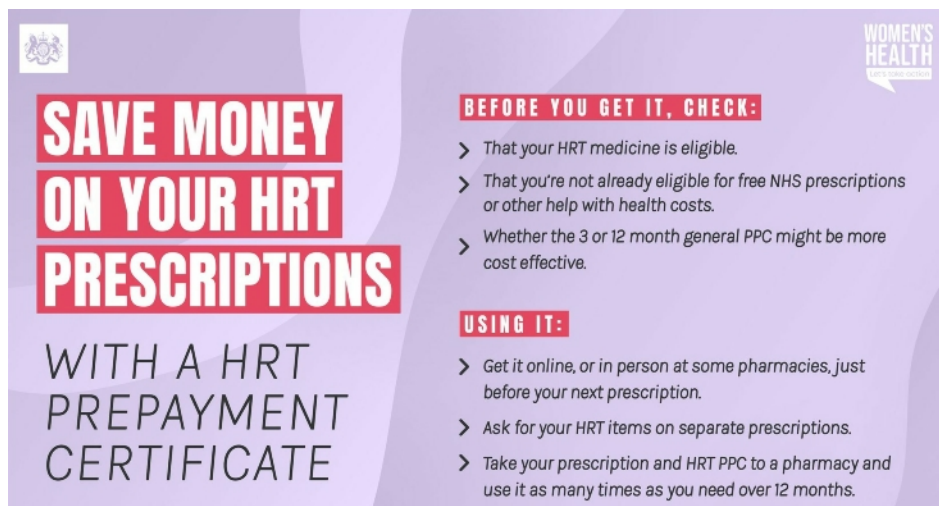 WOMEN'S
HEALTH
Let's take action
SAVE MONEY
ON YOUR HRT
PRESCRIPTIONS
WITH A HRT
PREPAYMENT
CERTIFICATE
BEFORE YOU GET IT, CHECK:
That your HRT medicine is eligible.
That you're not already eligible for free NHS prescriptions
or other help with health costs.
Whether the 3 or 12 month general PPC might be more
cost effective.
USING IT:
Get it online, or in person at some pharmacies, just
before your next prescription.
Ask for your HRT items on separate prescriptions.
Take your prescription and HRT PPC to a pharmacy and
use it as many times as you need over 12 months.